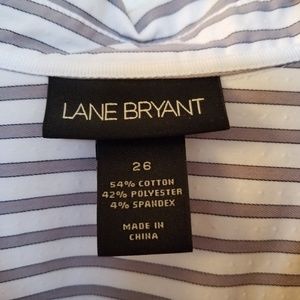 LANE BRYANT
26
54% COTTON
42% POLYESTER
4% SPANDEX
MADE IN
CHINA